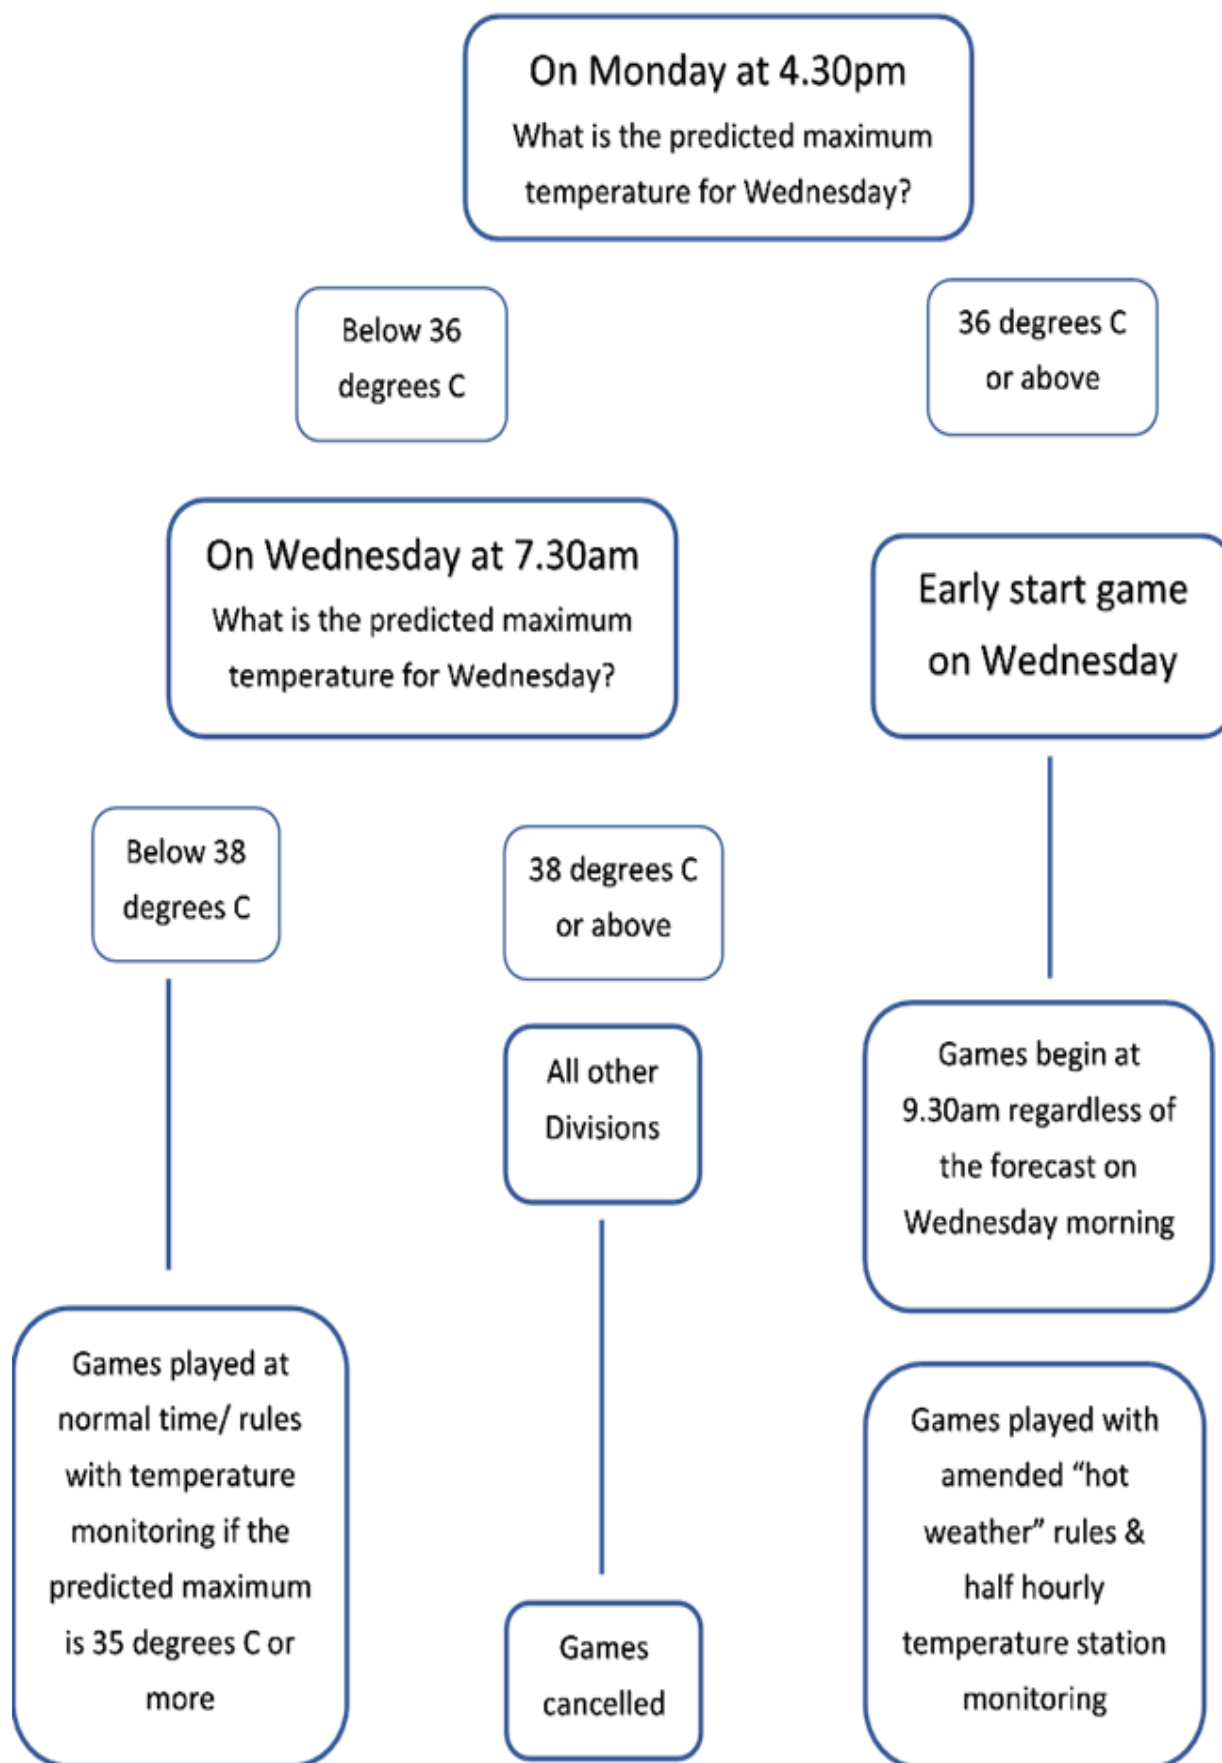 On Monday at 4.30pm
What is the predicted maximum
temperature for Wednesday?
Below 36
degrees C
36 degrees C
or above
On Wednesday at 7.30am
What is the predicted maximum
temperature for Wednesday?
Early start game
on Wednesday
Below 38
degrees C
38 degrees C
or above
All other
Divisions
Games begin at
9.30am regardless of
the forecast on
Wednesday morning
Games played at
normal time/ rules
with temperature
monitoring if the
predicted maximum
is 35 degrees C or
more
Games
cancelled
Games played with
amended “hot
weather” rules &
half hourly
temperature station
monitoring